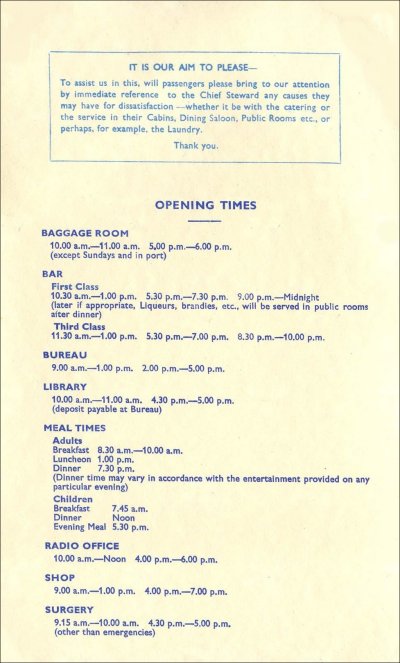 IT IS OUR AIM TO PLEASE—
To assist us in this, will passengers please bring to our attention
by immediate reference to the Chief Steward any causes they
may have for dissatisfaction—whether it be with the catering or
the service in their Cabins, Dining Saloon, Public Rooms etc., or
perhaps, for example, the Laundry.
Thank you.
OPENING TIMES
BAGGAGE ROOM
10.00 a.m.—11.00 a.m. 5.00 p.m.—6.00 p.m.
(except Sundays and in port)
BAR
First Class
10.30 a.m.—1.00 p.m. 5.30 p.m.—7.30 p.m. 9.00 p.m.—Midnight
(later if appropriate, Liqueurs, brandies, etc., will be served in public rooms
after dinner)
Third Class
11.30 a.m.—1.00 p.m. 5.30 p.m.—7.00 p.m. 8.30 p.m.—10.00 p.m.
BUREAU
9.00 a.m.—1.00 p.m. 2.00 p.m.—5.00 p.m.
LIBRARY
10.00 a.m.—11.00 a.m. 4.30 p.m.—5.00 p.m.
(deposit payable at Bureau)
MEAL TIMES
Adults
Breakfast 8.30 a.m.—10.00 a.m.
Luncheon 1.00 p.m.
Dinner 7.30 p.m.
(Dinner time may vary in accordance with the entertainment provided on any
particular evening)
Children
Breakfast 7.45 a.m.
Dinner Noon
Evening Meal 5.30 p.m.
RADIO OFFICE
10.00 a.m.—Noon 4.00 p.m.—6.00 p.m.
SHOP
9.00 a.m.—1.00 p.m. 4.00 p.m.—7.00 p.m.
SURGERY
9.15 a.m.—10.00 a.m. 4.30 p.m.—5.00 p.m.
(other than emergencies)